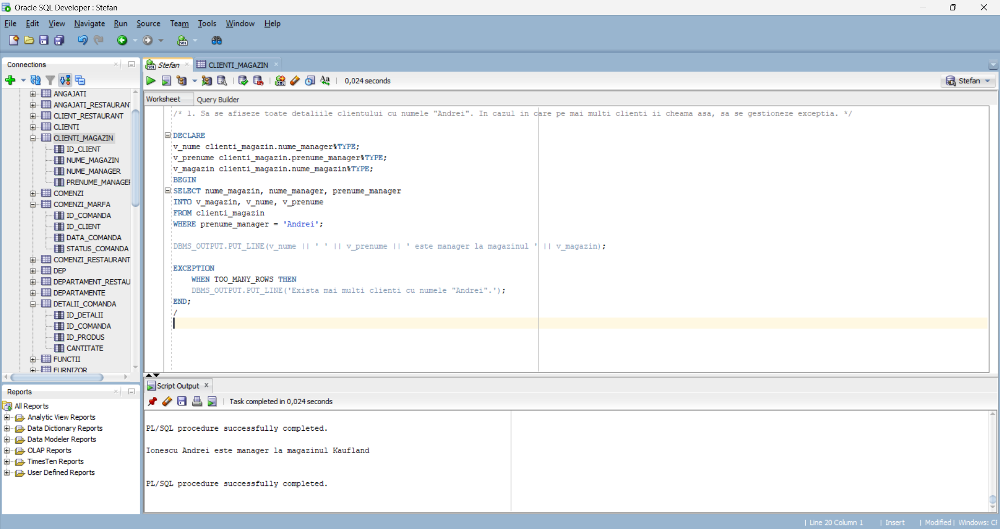 Oracle SQL Developer : Stefan
File Edit View Navigate Run Source Team Tools Window Help
Connections
ANGAJATI
ANGAJATI_RESTAURAN
CLIENT_RESTAURANT
CLIENTI
CLIENTI_MAGAZIN
ID_CLIENT
NUME_MAGAZIN
NUME_MANAGER
PRENUME_MANAGER
COMENZI
COMENZI_MARFA
ID_COMANDA
ID_CLIENT
DATA_COMANDA
STATUS_COMANDA
COMENZI_RESTAURANT
DEP
DEPARTAMENT_RESTAU
DEPARTAMENTE
DETALII_COMANDA
ID_DETALII
ID_COMANDA
ID_PRODUS
CANTITATE
FUNCTII
FURNIZOR
Reports
All Reports
Analytic View Reports
Data Dictionary Reports
Data Modeler Reports
OLAP Reports
TimesTen Reports
User Defined Reports
Stefan CLIENTI_MAGAZIN
0,024 seconds Stefan
Worksheet Query Builder
/* 1. Sa se afiseze toate detaliile clientului cu numele "Andrei". In cazul in care pe mai multi clienti ii cheama asa, sa se gestioneze exceptia. */
DECLARE
v_nume clienti_magazin.nume_manager%TYPE;
v_prenume clienti_magazin.prenume_manager%TYPE;
v_magazin clienti_magazin.nume_magazin%TYPE;
BEGIN
SELECT nume_magazin, nume_manager, prenume_manager
INTO v_magazin, v_nume, v_prenume
FROM clienti_magazin
WHERE prenume_manager = 'Andrei';
DBMS_OUTPUT.PUT_LINE(v_nume || ' ' || v_prenume || ' este manager la magazinul ' || v_magazin);
EXCEPTION
WHEN TOO_MANY_ROWS THEN
DBMS_OUTPUT.PUT_LINE('Exista mai multi clienti cu numele "Andrei".');
END;
/
Script Output
Task completed in 0,024 seconds
PL/SQL procedure successfully completed.
Ionescu Andrei este manager la magazinul Kaufland
PL/SQL procedure successfully completed.
Line 20 Column 1 Insert Modified Windows: CF